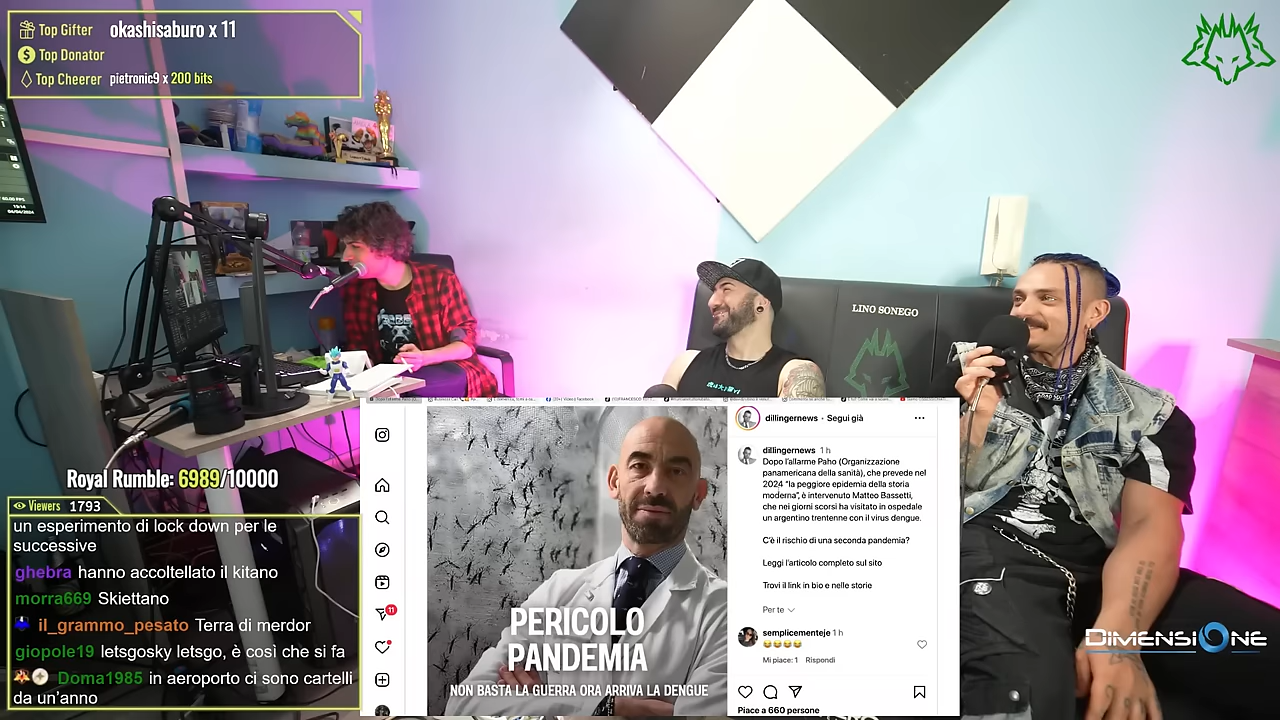 Top Gifter okashisaburo x 11
Top Donator
Top Cheerer pietronic9 x 200 bits
LINO SONEGO
Royal Rumble: 6989/10000
Viewers 1793
un esperimento di lock down per le
successive
ghebra hanno accoltellato il kitano
morra669 Skiettano
il_grammo_pesato Terra di merdor
giopole19 letsgosky letsgo, è così che si fa
Doma1985 in aeroporto ci sono cartelli
da un'anno
11
PERICOLO
PANDEMIA
NON BASTA LA GUERRA ORA ARRIVA LA DENGUE
dillingernews · Segui già
dillingernews 1 h
Dopo l'allarme Paho (Organizzazione
panamericana della sanità), che prevede nel
2024 "la peggiore epidemia della storia
moderna", è intervenuto Matteo Bassetti,
che nei giorni scorsi ha visitato in ospedale
un argentino trentenne con il virus dengue.
C'è il rischio di una seconda pandemia?
Leggi l'articolo completo sul sito
Trovi il link in bio e nelle storie
Per te
semplicementeje 1 h
Mi piace: 1 Rispondi
Piace a 660 persone
DIMENSIONE